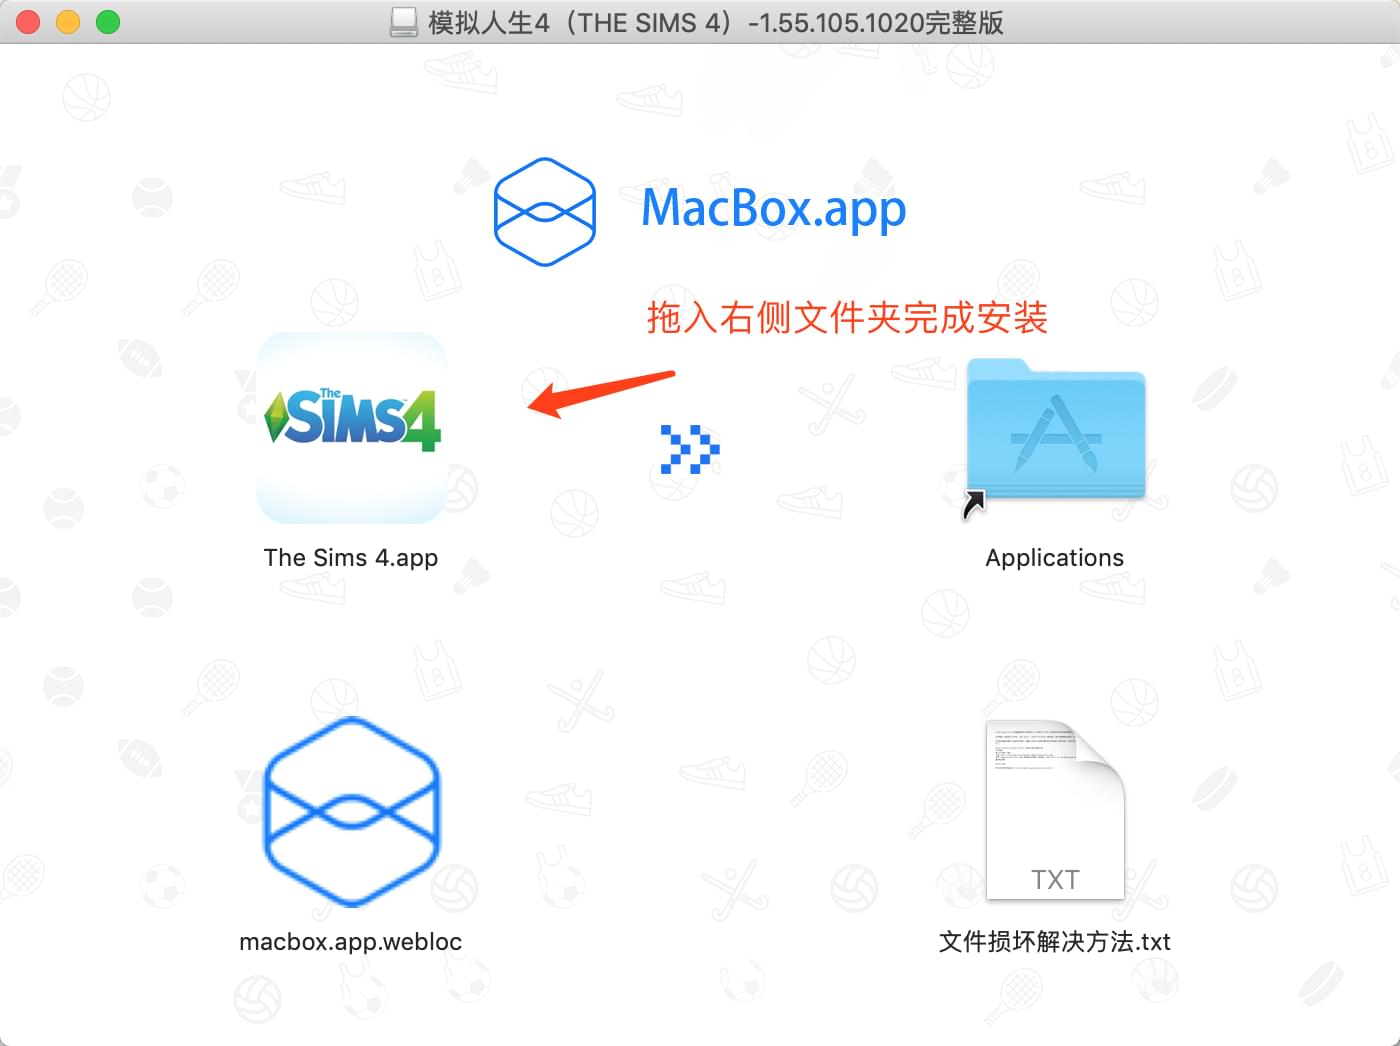 模拟人生4（THE SIMS 4）-1.55.105.1020完整版
MacBox.app
拖入右侧文件夹完成安装
The SIMS 4
The Sims 4.app
Applications
TXT
macbox.app.webloc
文件损坏解决方法.txt